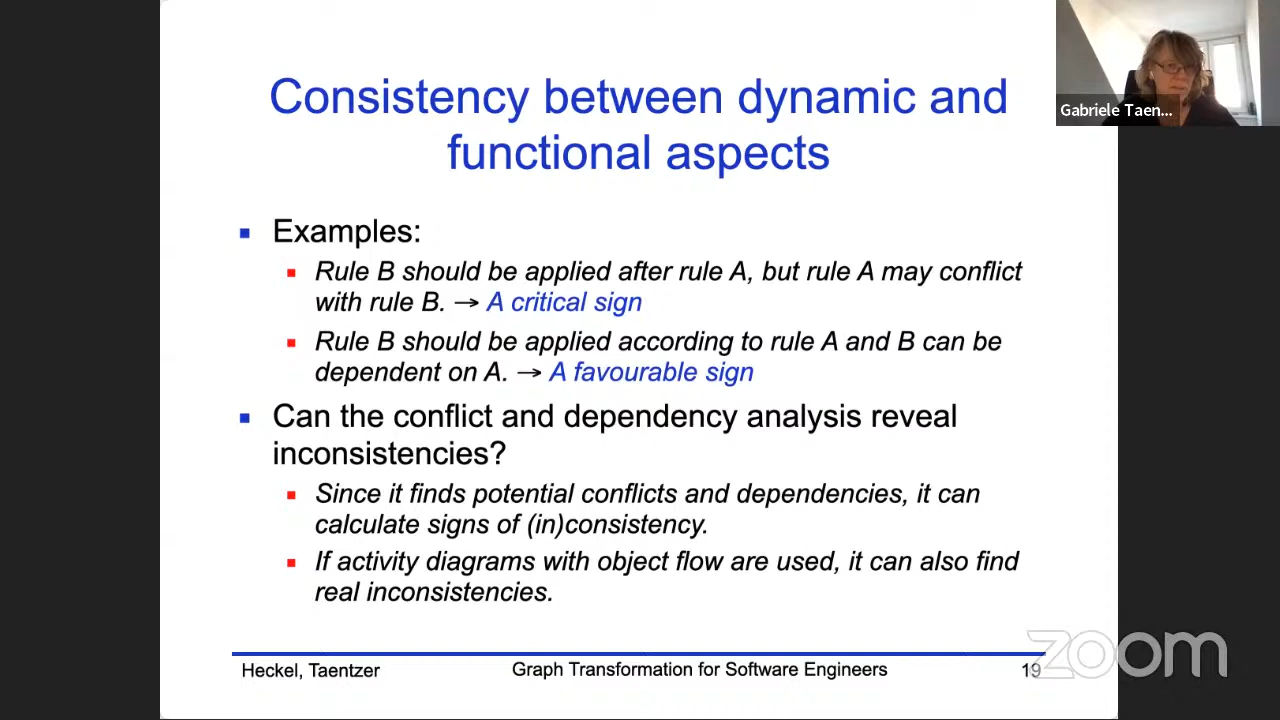 Consistency between dynamic and
functional aspects
Gabriele Taen...
Examples:
Rule B should be applied after rule A, but rule A may conflict
with rule B. → A critical sign
Rule B should be applied according to rule A and B can be
dependent on A. → A favourable sign
Can the conflict and dependency analysis reveal
inconsistencies?
Since it finds potential conflicts and dependencies, it can
calculate signs of (in)consistency.
If activity diagrams with object flow are used, it can also find
real inconsistencies.
Heckel, Taentzer
Graph Transformation for Software Engineers
19
zoom